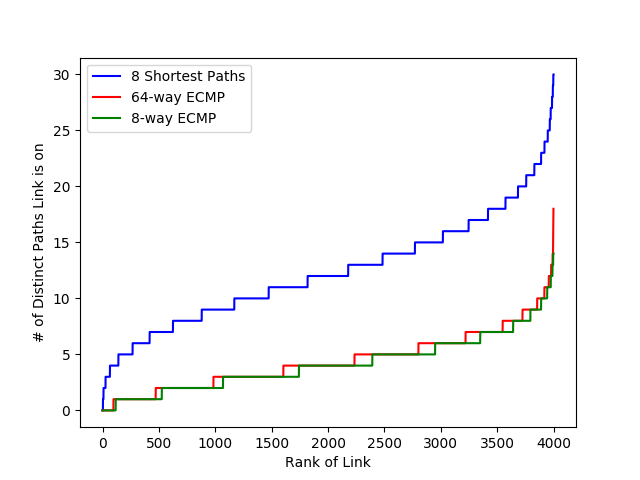 8 Shortest Paths
64-way ECMP
8-way ECMP
# of Distinct Paths Link is on
30
25
20
15
10
5
0
0 500 1000 1500 2000 2500 3000 3500 4000
Rank of Link